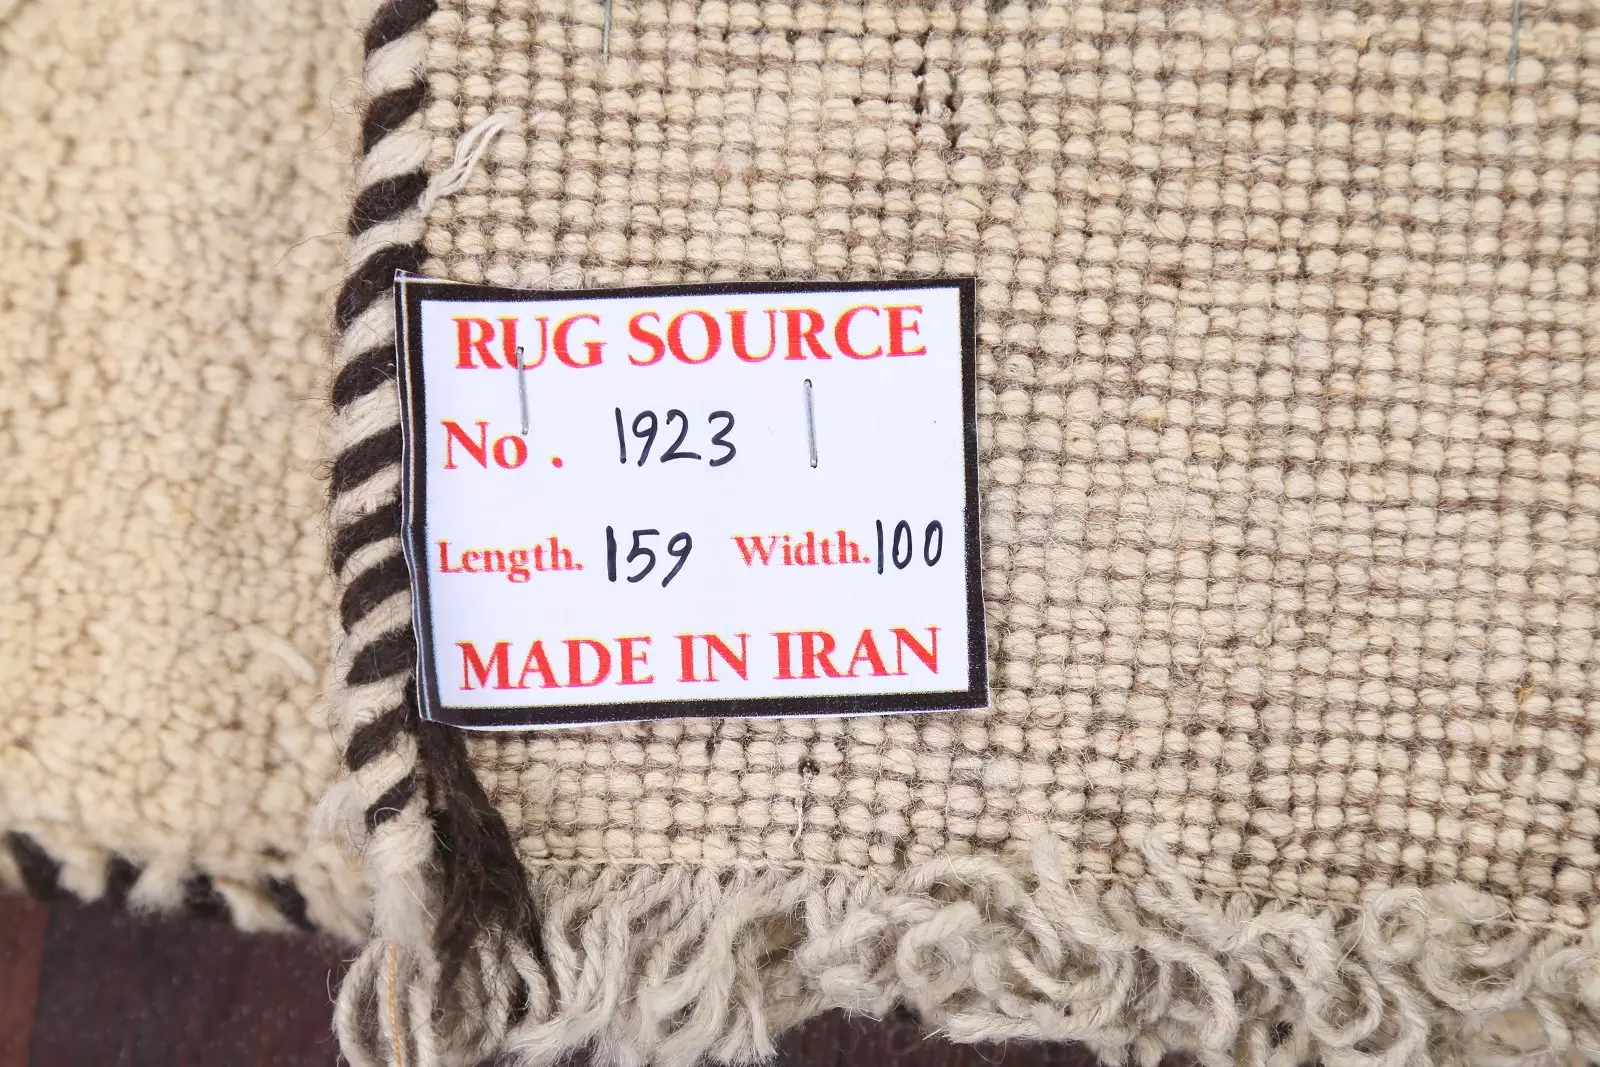 RUG SOURCE
No. 1923
Length. 159 Width. 100
MADE IN IRAN